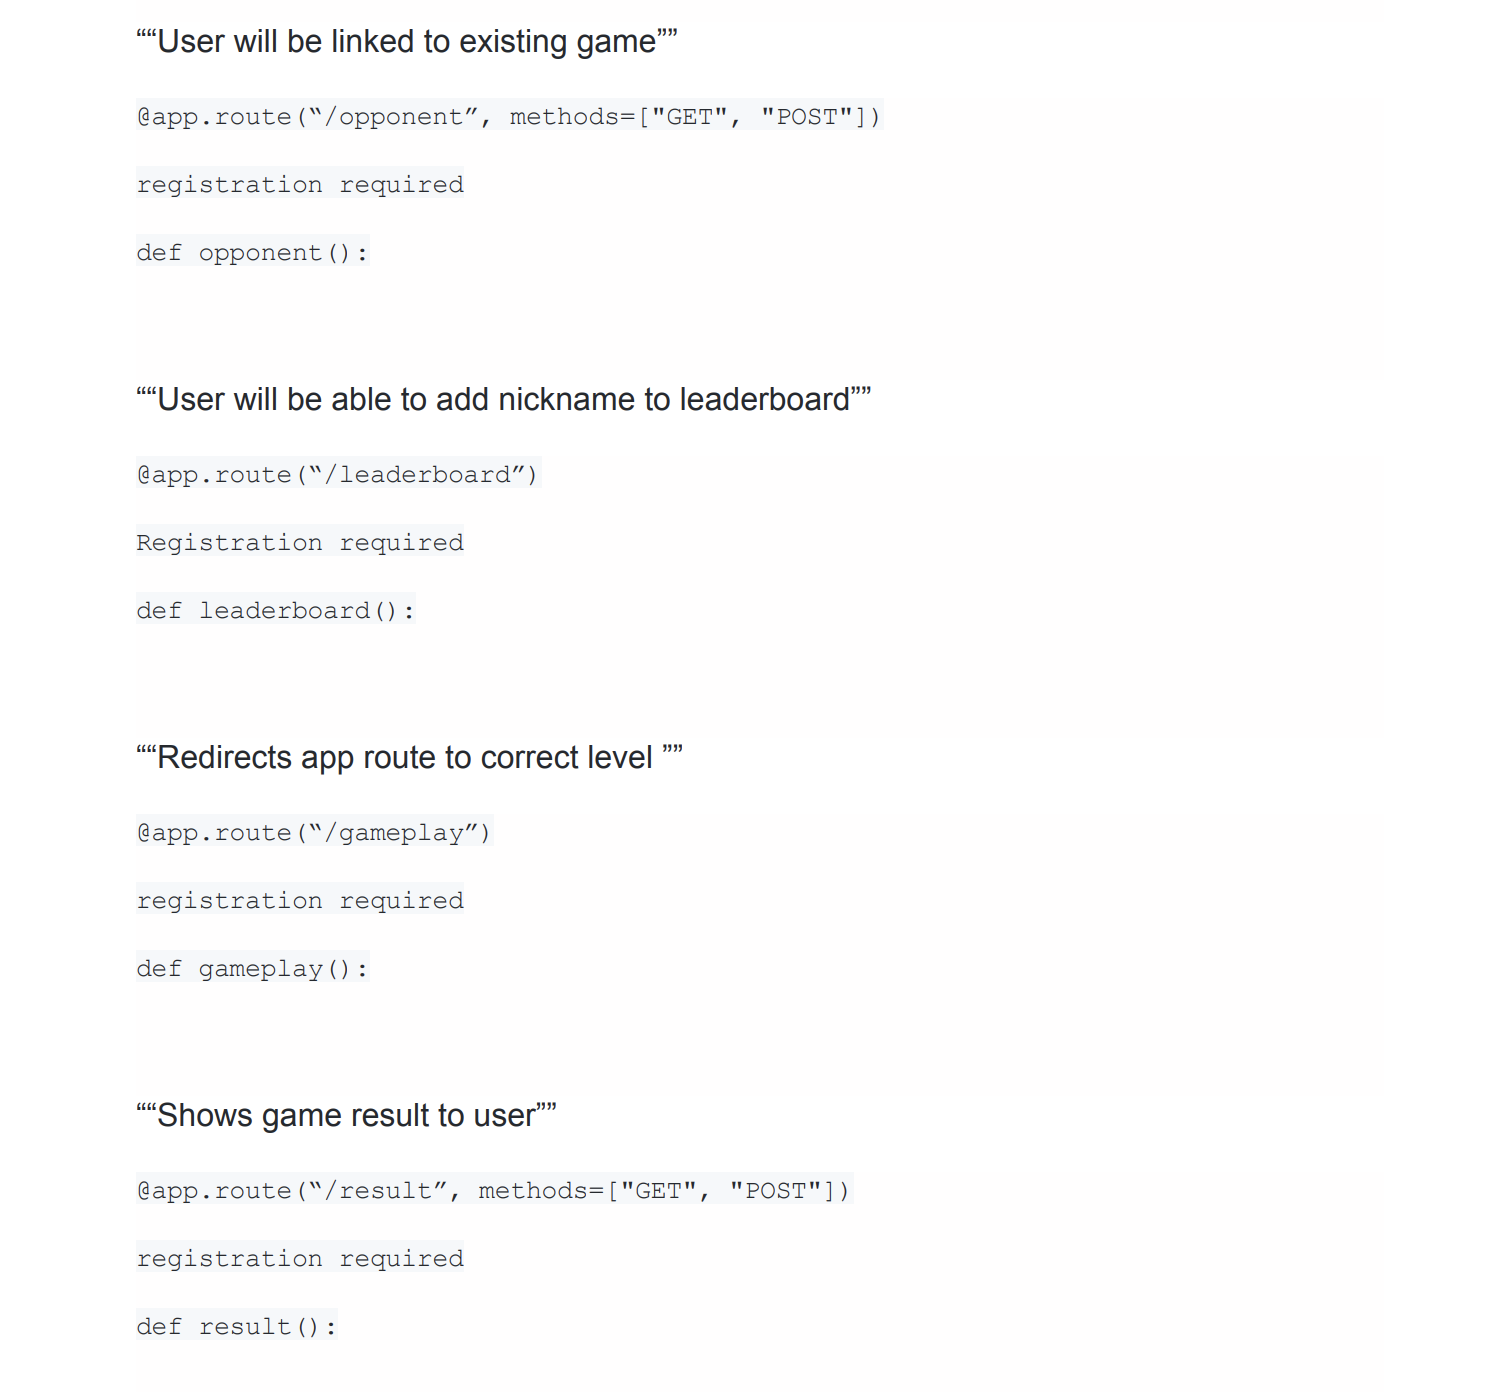 ““User will be linked to existing game””
@app.route(“/opponent”, methods=["GET", "POST"])
registration required
def opponent():
““User will be able to add nickname to leaderboard””
@app.route(“/leaderboard”)
Registration required
def leaderboard():
““Redirects app route to correct level ””
@app.route(“/gameplay”)
registration required
def gameplay():
““Shows game result to user””
@app.route(“/result”, methods=["GET", "POST"])
registration required
def result():